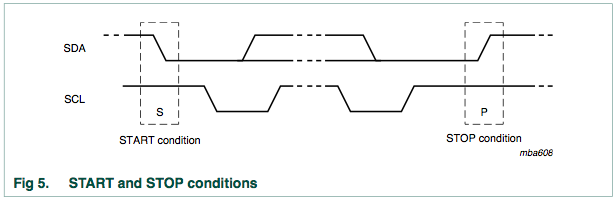 SDA
SCL
S
P
START condition
STOP condition
mba608
Fig 5. START and STOP conditions